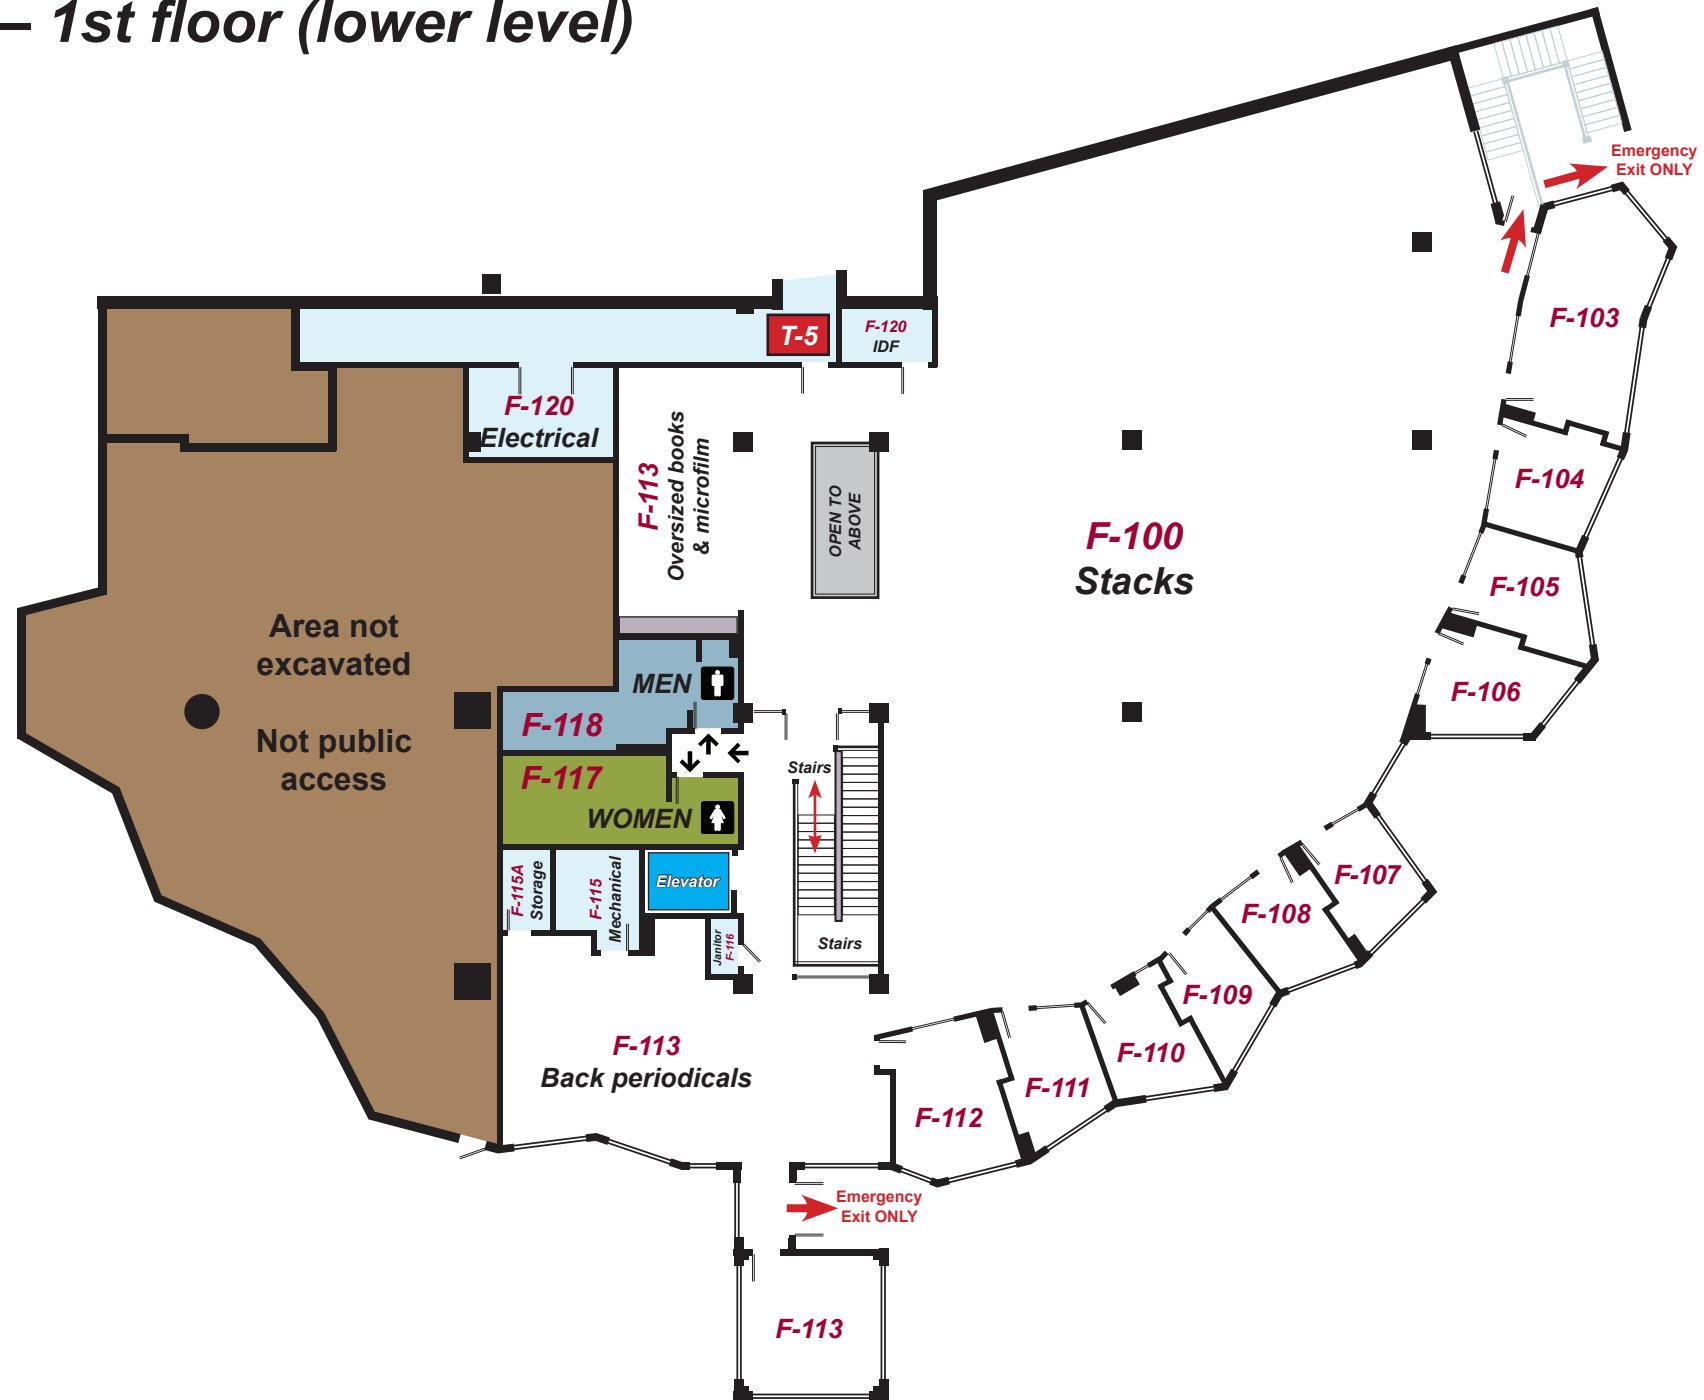 – 1st floor (lower level)
Emergency
Exit ONLY
F-103
T-5
F-120
IDF
F-120
Electrical
F-113
Oversized books
& microfilm
OPEN TO
ABOVE
F-104
F-100
Stacks
F-105
Area not
excavated
Not public
access
MEN
F-118
F-106
F-117
WOMEN
Stairs
F-115A
Storage
F-115
Mechanical
Elevator
Janitor
F-116
Stairs
F-107
F-108
F-109
F-110
F-111
F-112
F-113
Back periodicals
Emergency
Exit ONLY
F-113